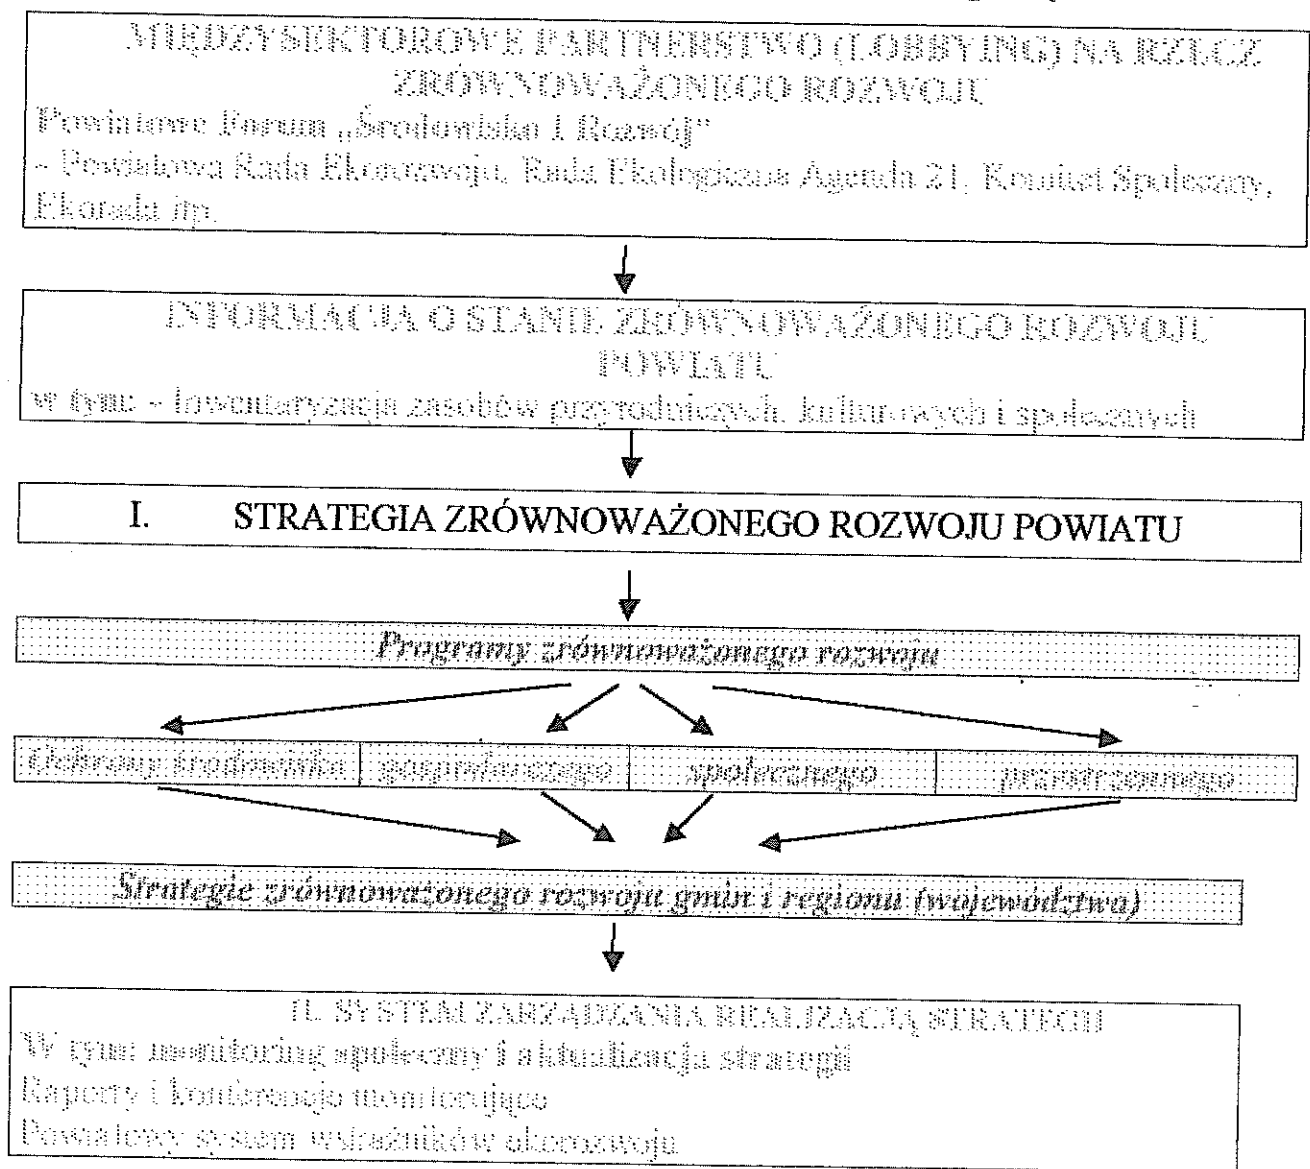 MIĘDZYSEKTOROWE PARTNERSTWO (LOBBYING) NA RZECZ
ZRÓWNOWAŻONEGO ROZWOJU
Powiatowe Forum „Środowisko i Rozwój"
- Powiatowa Rada Ekorozwoju, Rada Ekologiczna Agenda 21, Komitet Społeczny,
Ekorada itp.
INFORMACJA O STANIE ZRÓWNOWAŻONEGO ROZWOJU
POWIATU
w tym: - Inwentaryzacja zasobów przyrodniczych, kulturowych i społecznych
I. STRATEGIA ZRÓWNOWAŻONEGO ROZWOJU POWIATU
Programy zrównoważonego rozwoju
Ochrony środowiska gospodarczego społecznego przestrzennego
Strategie zrównoważonego rozwoju gmin i regionu (województwa)
II. SYSTEM ZARZĄDZANIA REALIZACJĄ STRATEGII
W tym: monitoring społeczny i aktualizacja strategii
Raporty i konferencje monitorujące
Powiatowy system wskaźników ekorozwoju